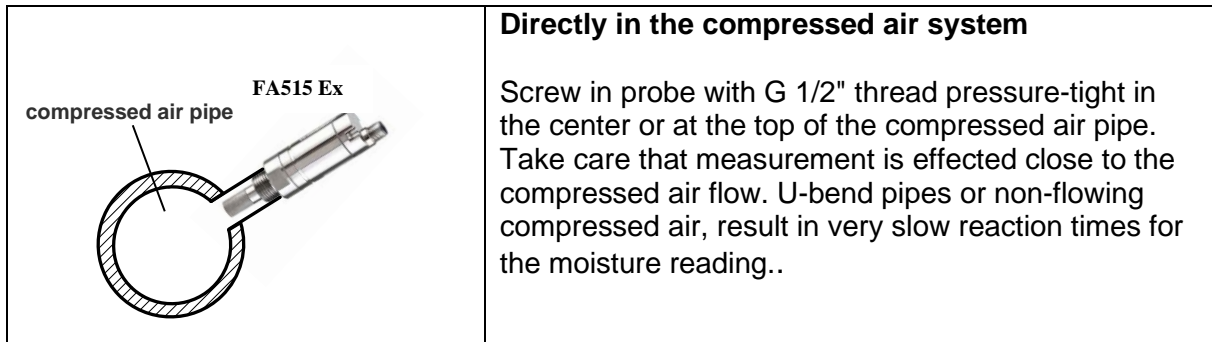 FA515 Ex
compressed air pipe
Directly in the compressed air system
Screw in probe with G 1/2" thread pressure-tight in
the center or at the top of the compressed air pipe.
Take care that measurement is effected close to the
compressed air flow. U-bend pipes or non-flowing
compressed air, result in very slow reaction times for
the moisture reading..